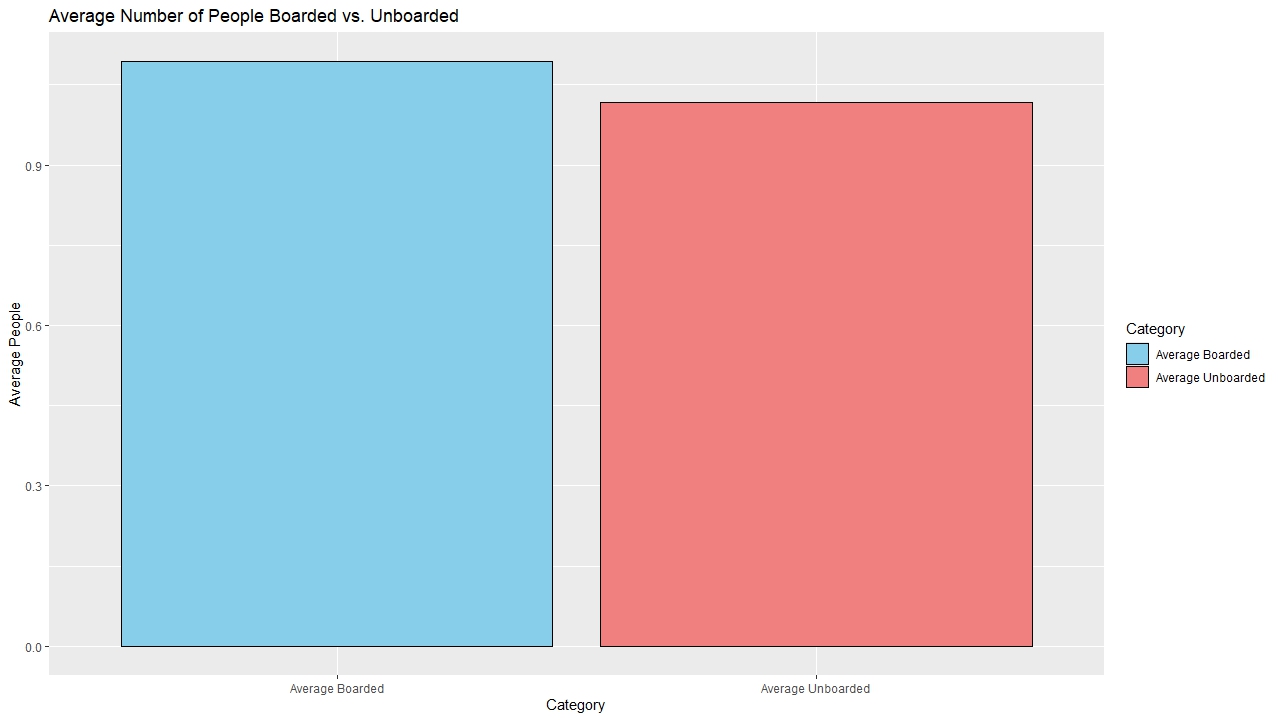 Average Number of People Boarded vs. Unboarded
Average People
0.9
0.6
0.3
0.0
Average Boarded
Average Unboarded
Category
Category
Average Boarded
Average Unboarded